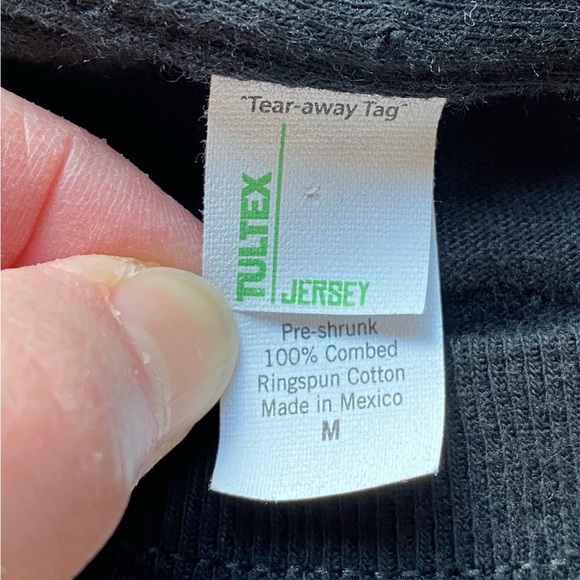 "Tear-away Tag"
TULTEX
JERSEY
Pre-shrunk
100% Combed
Ringspun Cotton
Made in Mexico
M